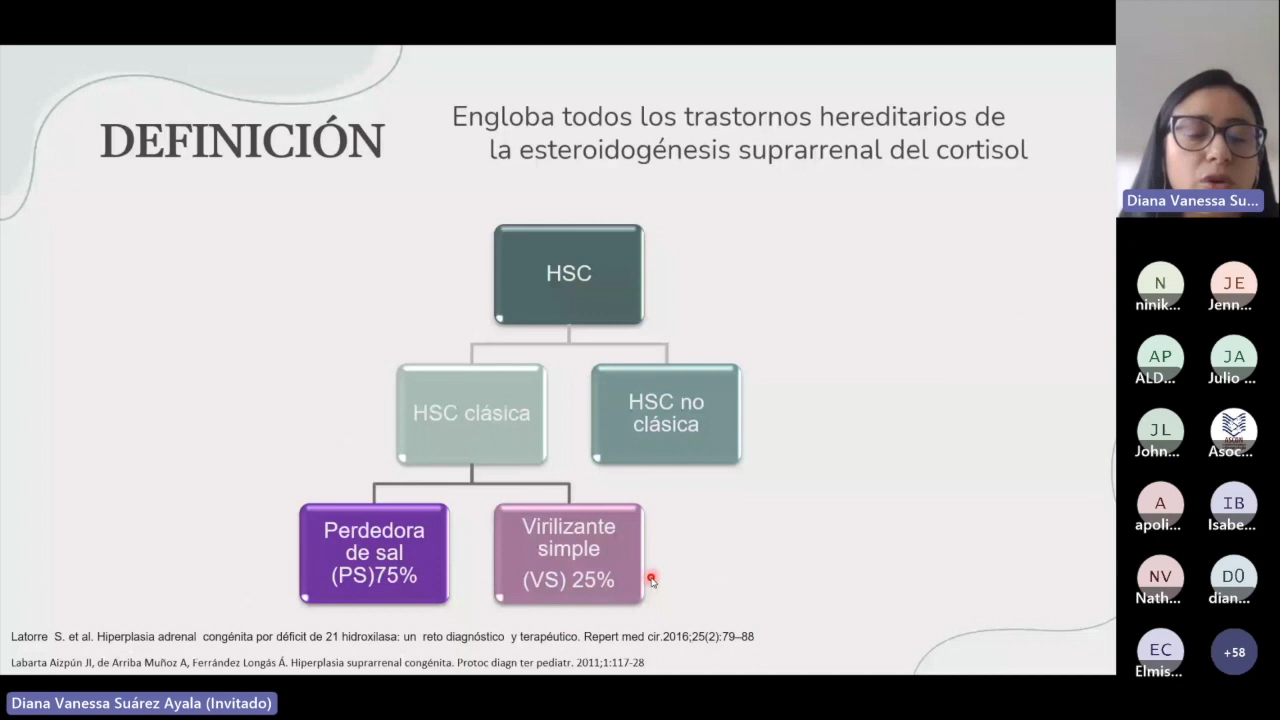 DEFINICIÓN
Engloba todos los trastornos hereditarios de
la esteroidogénesis suprarrenal del cortisol
HSC
HSC clásica
HSC no
clásica
Perdedora
de sal
(PS)75%
Virilizante
simple
(VS) 25%
Latorre S. et al. Hiperplasia adrenal congénita por déficit de 21 hidroxilasa: un reto diagnóstico y terapéutico. Repert med cir.2016;25(2):79–88
Labarta Aizpún JI, de Arriba Muñoz A, Ferrández Longás Á. Hiperplasia suprarrenal congénita. Protoc diagn ter pediatr. 2011;1:117-28
Diana Vanessa Suárez Ayala (Invitado)
Diana Vanessa Su...
N
ninik...
JE
Jenn...
AP
ALD...
JA
Julio ...
JL
John...
Asoc...
A
apoli...
IB
Isabe...
NV
Nath...
D0
dian...
EC
Elmis...
+58